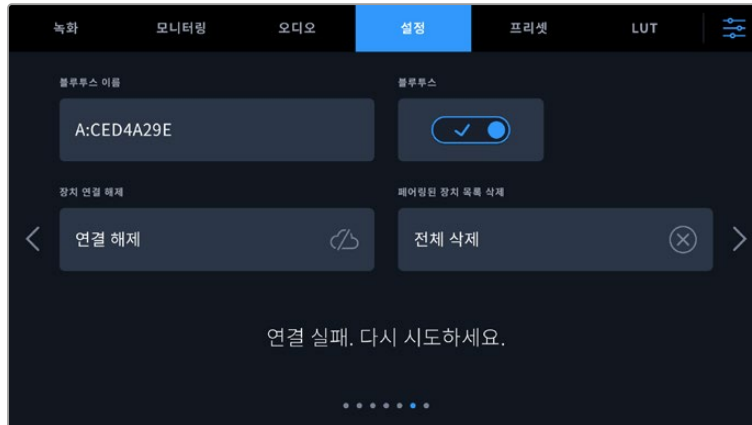 녹화 모니터링 오디오 설정 프리셋 LUT
블루투스 이름 블루투스
A:CED4A29E
장치 연결 해제 페어링된 장치 목록 삭제
연결 해제 전체 삭제
연결 실패. 다시 시도하세요.